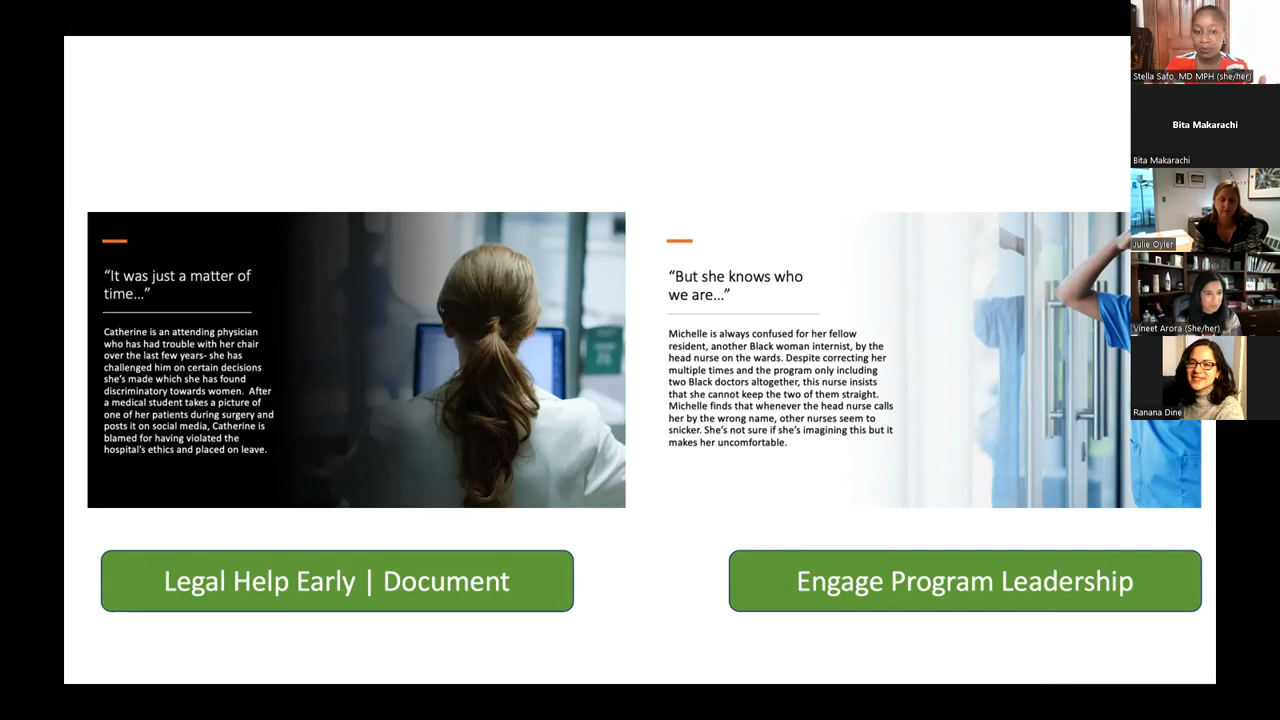 “It was just a matter of
time...”
Catherine is an attending physician
who has had trouble with her chair
over the last few years- she has
challenged him on certain decisions
she’s made which she has found
discriminatory towards women.  After
a medical student takes a picture of
one of her patients during surgery and
posts it on social media, Catherine is
blamed for having violated the
hospital’s ethics and placed on leave.
Legal Help Early | Document
“But she knows who
we are...”
Michelle is always confused for her fellow
resident, another Black woman internist, by the
head nurse on the wards. Despite correcting her
multiple times and the program only including
two Black doctors altogether, this nurse insists
that she cannot keep the two of them straight.
Michelle finds that whenever the head nurse calls
her by the wrong name, other nurses seem to
snicker. She’s not sure if she’s imagining this but it
makes her uncomfortable.
Engage Program Leadership
Stella Safo, MD MPH (she/her)
Bita Makarachi
Bita Makarachi
Julie Oyler
Vineet Arora (She/her)
Ranana Dine